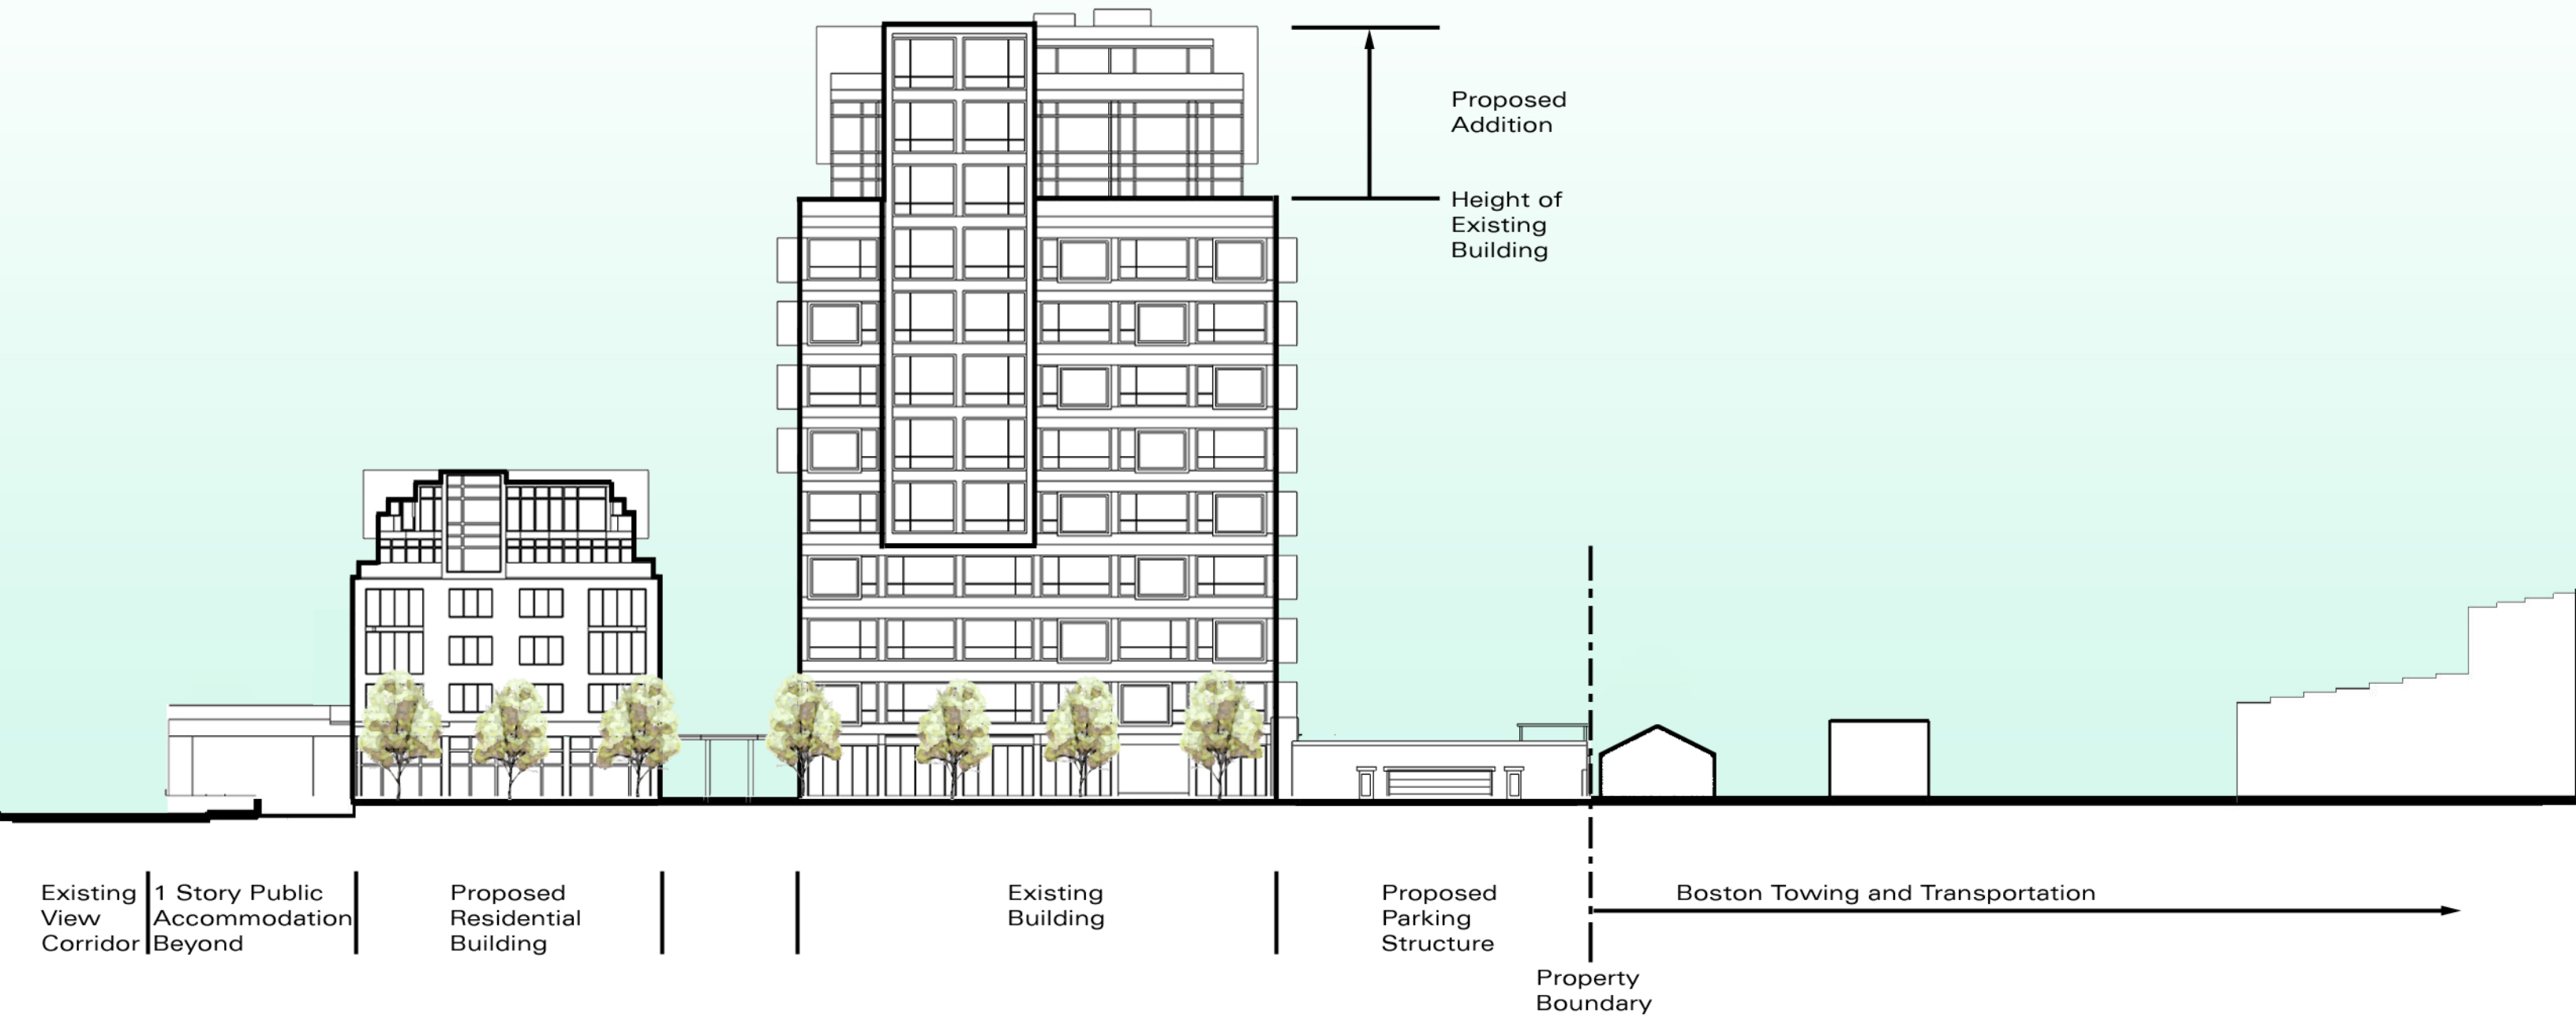 Proposed
Addition
Height of
Existing
Building
Existing
View
Corridor
1 Story Public
Accommodation
Beyond
Proposed
Residential
Building
Existing
Building
Proposed
Parking
Structure
Boston Towing and Transportation
Property
Boundary